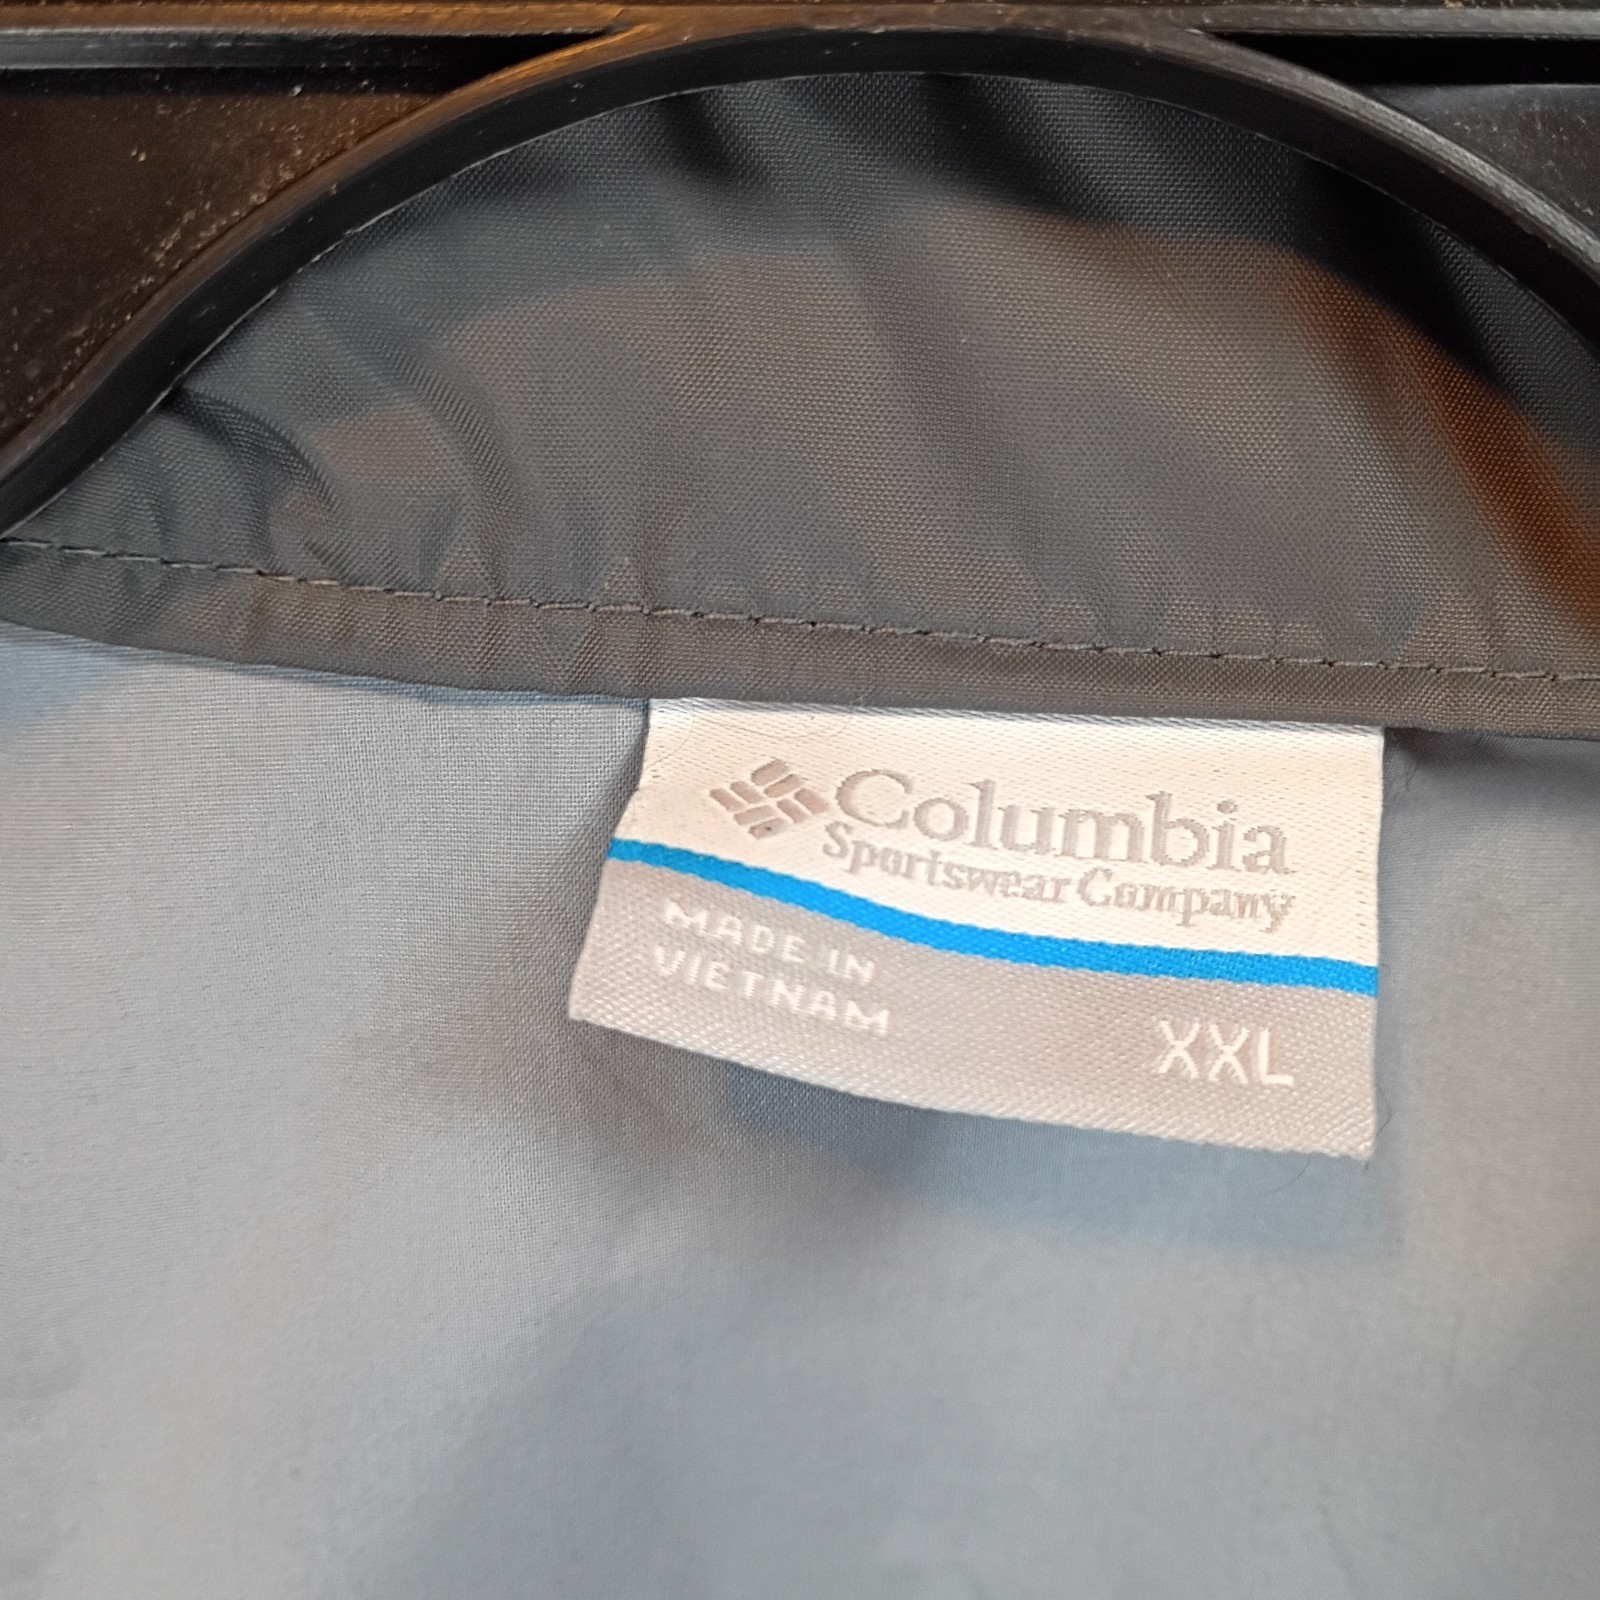 Columbia
Sportswear Company
MADE IN
VIETNAM
XXL